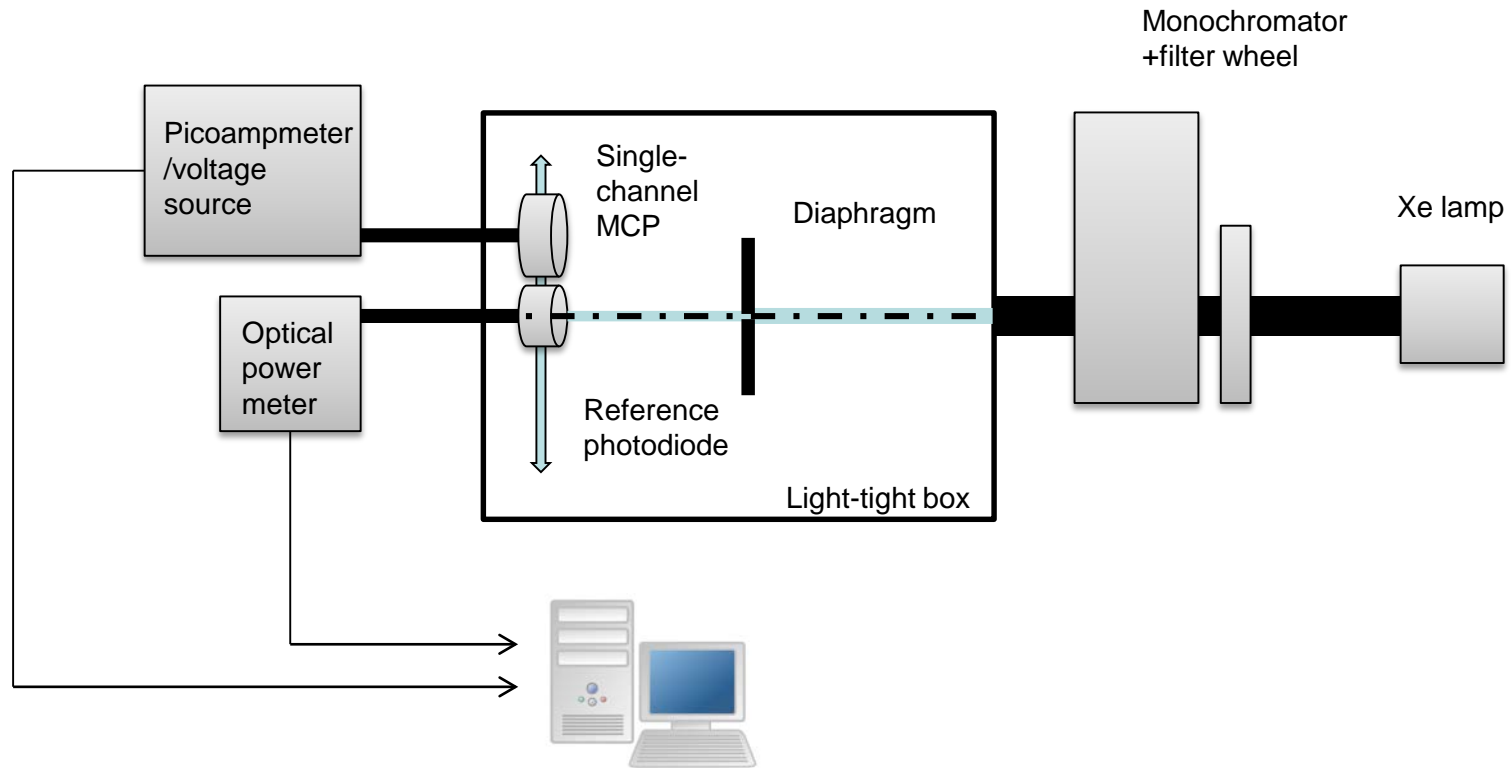 Monochromator
+filter wheel
Picoampmeter
/voltage
source
Single-
channel
MCP
Diaphragm
Xe lamp
Optical
power
meter
Reference
photodiode
Light-tight box